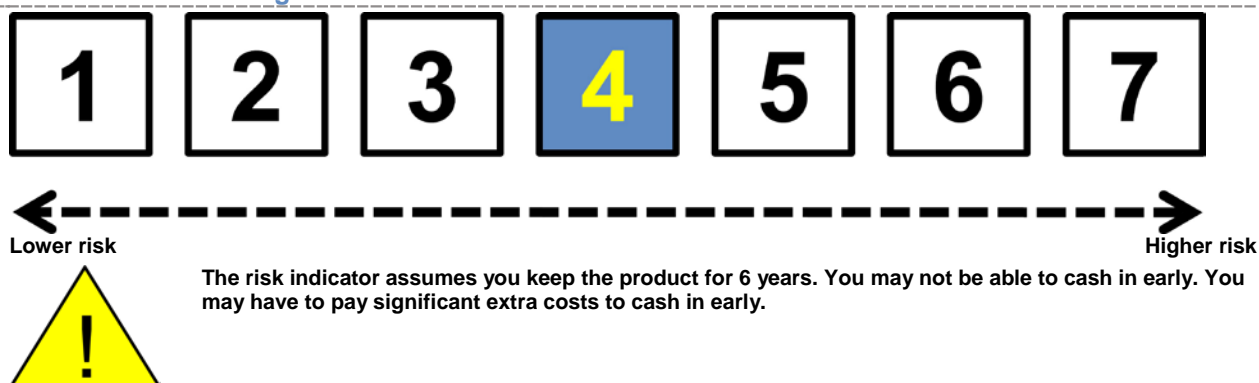 1 2 3 4 5 6 7
Lower risk Higher risk
The risk indicator assumes you keep the product for 6 years. You may not be able to cash in early. You
may have to pay significant extra costs to cash in early.
!